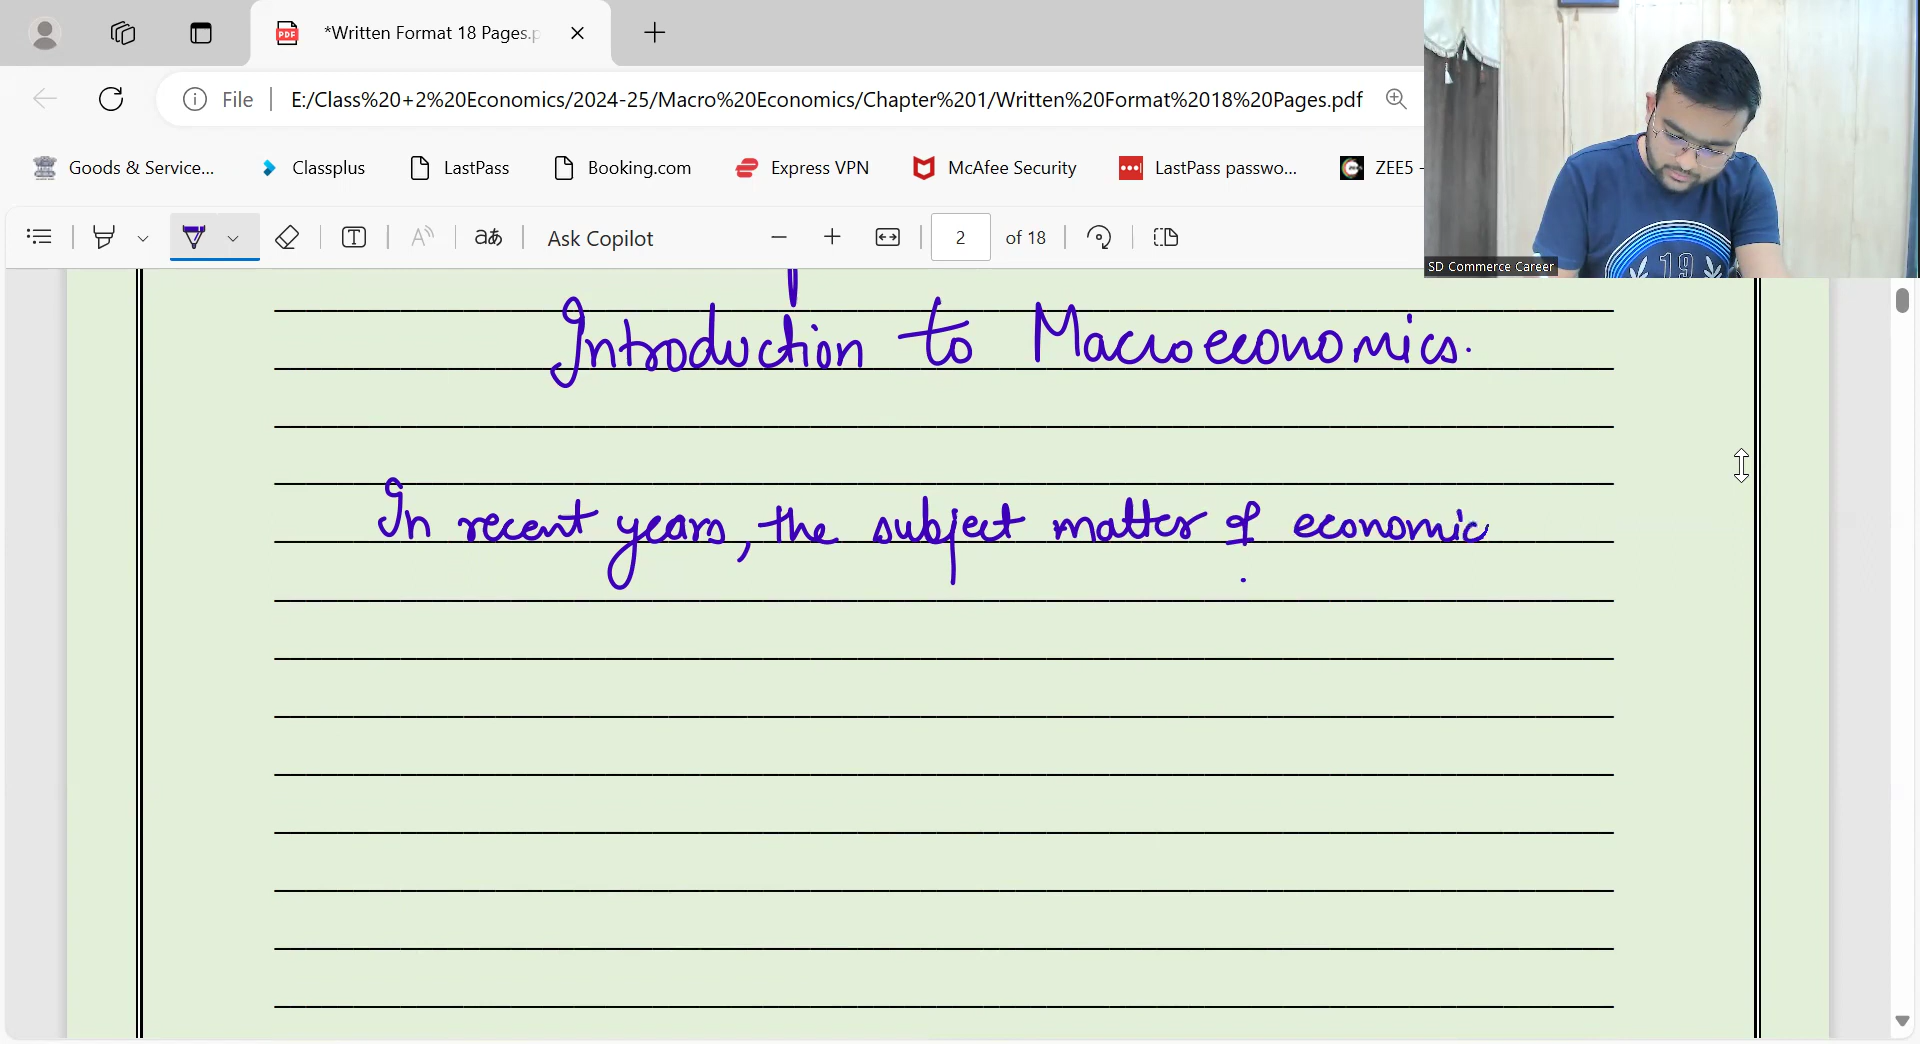 *Written Format 18 Pages.p
File
E:/Class%20+2%20Economics/2024-25/Macro%20Economics/Chapter%201/Written%20Format%2018%20Pages.pdf
Goods & Service...
Classplus
LastPass
Booking.com
Express VPN
McAfee Security
LastPass passwo...
ZEE5 -
Ask Copilot
2
of 18
19
SD Commerce Career
Introduction to Macroeconomics.
In recent years, the subject matter of economic